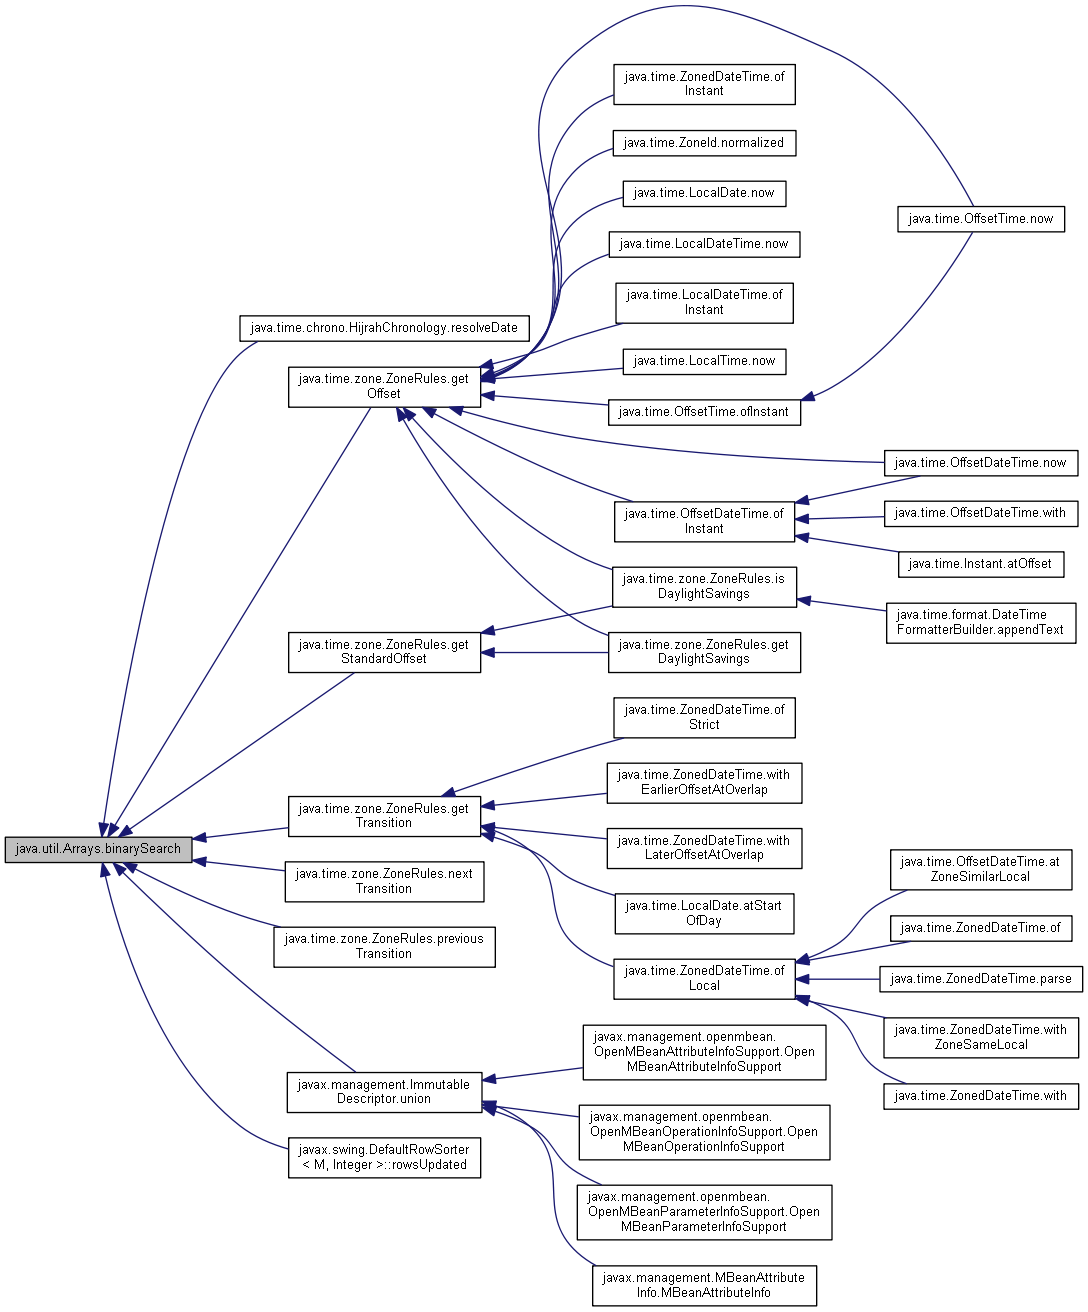 java.time.ZonedDateTime.of
Instant
java.time.ZoneId.normalized
java.time.LocalDate.now
java.time.OffsetTime.now
java.time.LocalDateTime.now
java.time.LocalDateTime.of
Instant
java.time.chrono.HijrahChronology.resolveDate
java.time.LocalTime.now
java.time.zone.ZoneRules.get
Offset
java.time.OffsetTime.ofInstant
java.time.OffsetDateTime.now
java.time.OffsetDateTime.of
Instant
java.time.OffsetDateTime.with
java.time.Instant.atOffset
java.time.zone.ZoneRules.is
DaylightSavings
java.time.format.DateTime
FormatterBuilder.appendText
java.time.zone.ZoneRules.get
StandardOffset
java.time.zone.ZoneRules.get
DaylightSavings
java.time.ZonedDateTime.of
Strict
java.time.ZonedDateTime.with
EarlierOffsetAtOverlap
java.time.zone.ZoneRules.get
Transition
java.util.Arrays.binarySearch
java.time.ZonedDateTime.with
LaterOffsetAtOverlap
java.time.OffsetDateTime.at
ZoneSimilarLocal
java.time.zone.ZoneRules.next
Transition
java.time.LocalDate.atStart
OfDay
java.time.ZonedDateTime.of
java.time.zone.ZoneRules.previous
Transition
java.time.ZonedDateTime.of
Local
java.time.ZonedDateTime.parse
java.time.ZonedDateTime.with
ZoneSameLocal
javax.management.openmbean.
OpenMBeanAttributeInfoSupport.Open
MBeanAttributeInfoSupport
javax.management.Immutable
Descriptor.union
java.time.ZonedDateTime.with
javax.management.openmbean.
OpenMBeanOperationInfoSupport.Open
MBeanOperationInfoSupport
javax.swing.DefaultRowSorter
< M, Integer >::rowsUpdated
javax.management.openmbean.
OpenMBeanParameterInfoSupport.Open
MBeanParameterInfoSupport
javax.management.MBeanAttribute
Info.MBeanAttributeInfo